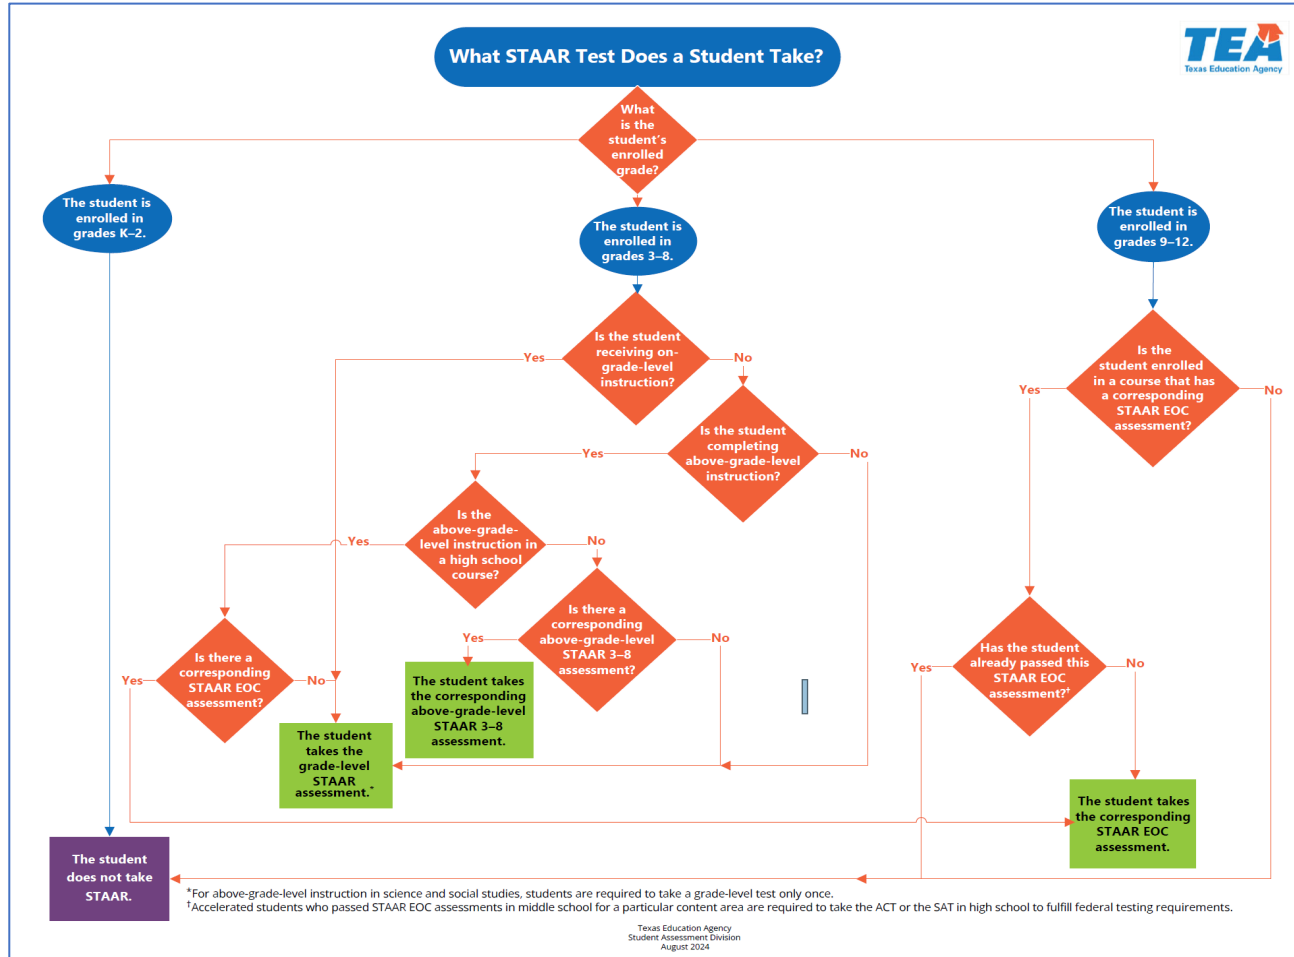 What STAAR Test Does a Student Take?
TEA
Texas Education Agency
What
is the
student's
enrolled
grade?
The student is
enrolled in
grades K–2.
The student is
enrolled in
grades 3–8.
The student is
enrolled in
grades 9–12.
Is the student
receiving on-
grade-level
instruction?
Yes
No
Is the
student enrolled
in a course that has
a corresponding
STAAR EOC
assessment?
Yes
No
Is the student
completing
above-grade-level
instruction?
Yes
No
Is the
above-grade-
level instruction in
a high school
course?
Yes
No
Is there a
corresponding
above-grade-level
STAAR 3–8
assessment?
Yes
No
Is there a
corresponding
STAAR EOC
assessment?
Yes
No
Has the student
already passed this
STAAR EOC
assessment?†
Yes
No
The student takes
the corresponding
above-grade-level
STAAR 3–8
assessment.
The student
takes the
grade-level
STAAR
assessment.*
The student takes
the corresponding
STAAR EOC
assessment.
The student
does not take
STAAR.
*For above-grade-level instruction in science and social studies, students are required to take a grade-level test only once.
†Accelerated students who passed STAAR EOC assessments in middle school for a particular content area are required to take the ACT or the SAT in high school to fulfill federal testing requirements.
Texas Education Agency
Student Assessment Division
August 2024